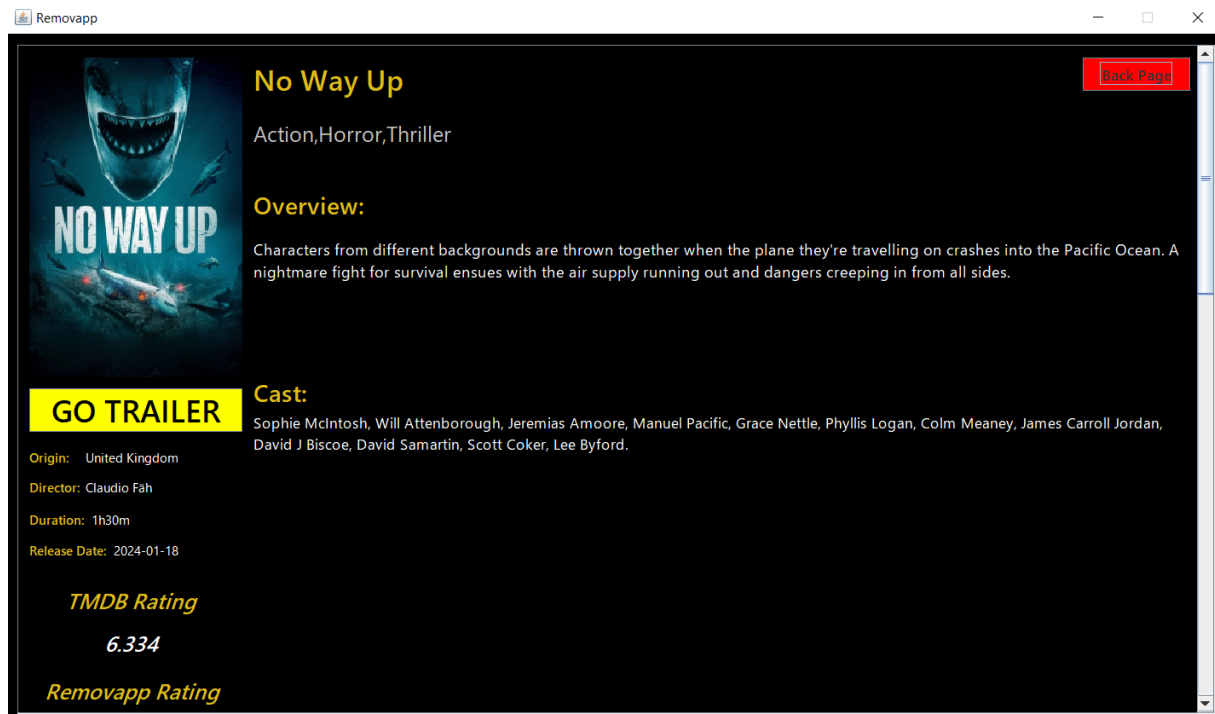 Removapp
No Way Up
Back Page
Action,Horror,Thriller
Overview:
Characters from different backgrounds are thrown together when the plane they're travelling on crashes into the Pacific Ocean. A
nightmare fight for survival ensues with the air supply running out and dangers creeping in from all sides.
NO WAY UP
GO TRAILER
Cast:
Sophie McIntosh, Will Attenborough, Jeremias Amoore, Manuel Pacific, Grace Nettle, Phyllis Logan, Colm Meaney, James Carroll Jordan,
David J Biscoe, David Samartin, Scott Coker, Lee Byford.
Origin: United Kingdom
Director: Claudio Fäh
Duration: 1h30m
Release Date: 2024-01-18
TMDB Rating
6.334
Removapp Rating